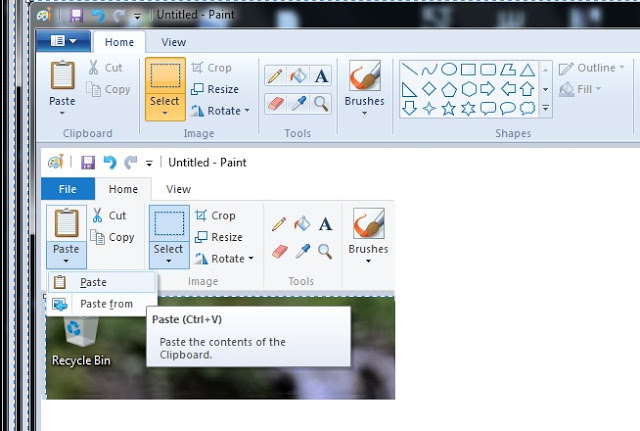 Untitled - Paint
Home View
Paste
Cut
Copy
Clipboard
Select
Crop
Resize
Rotate
Image
A
Tools
Brushes
Shapes
Outline
Fill
Untitled - Paint
File Home View
Paste
Cut
Copy
Select
Crop
Resize
Rotate
Image
A
Tools
Brushes
Paste
Paste from
Paste (Ctrl+V)
Paste the contents of the
Clipboard.
Recycle Bin